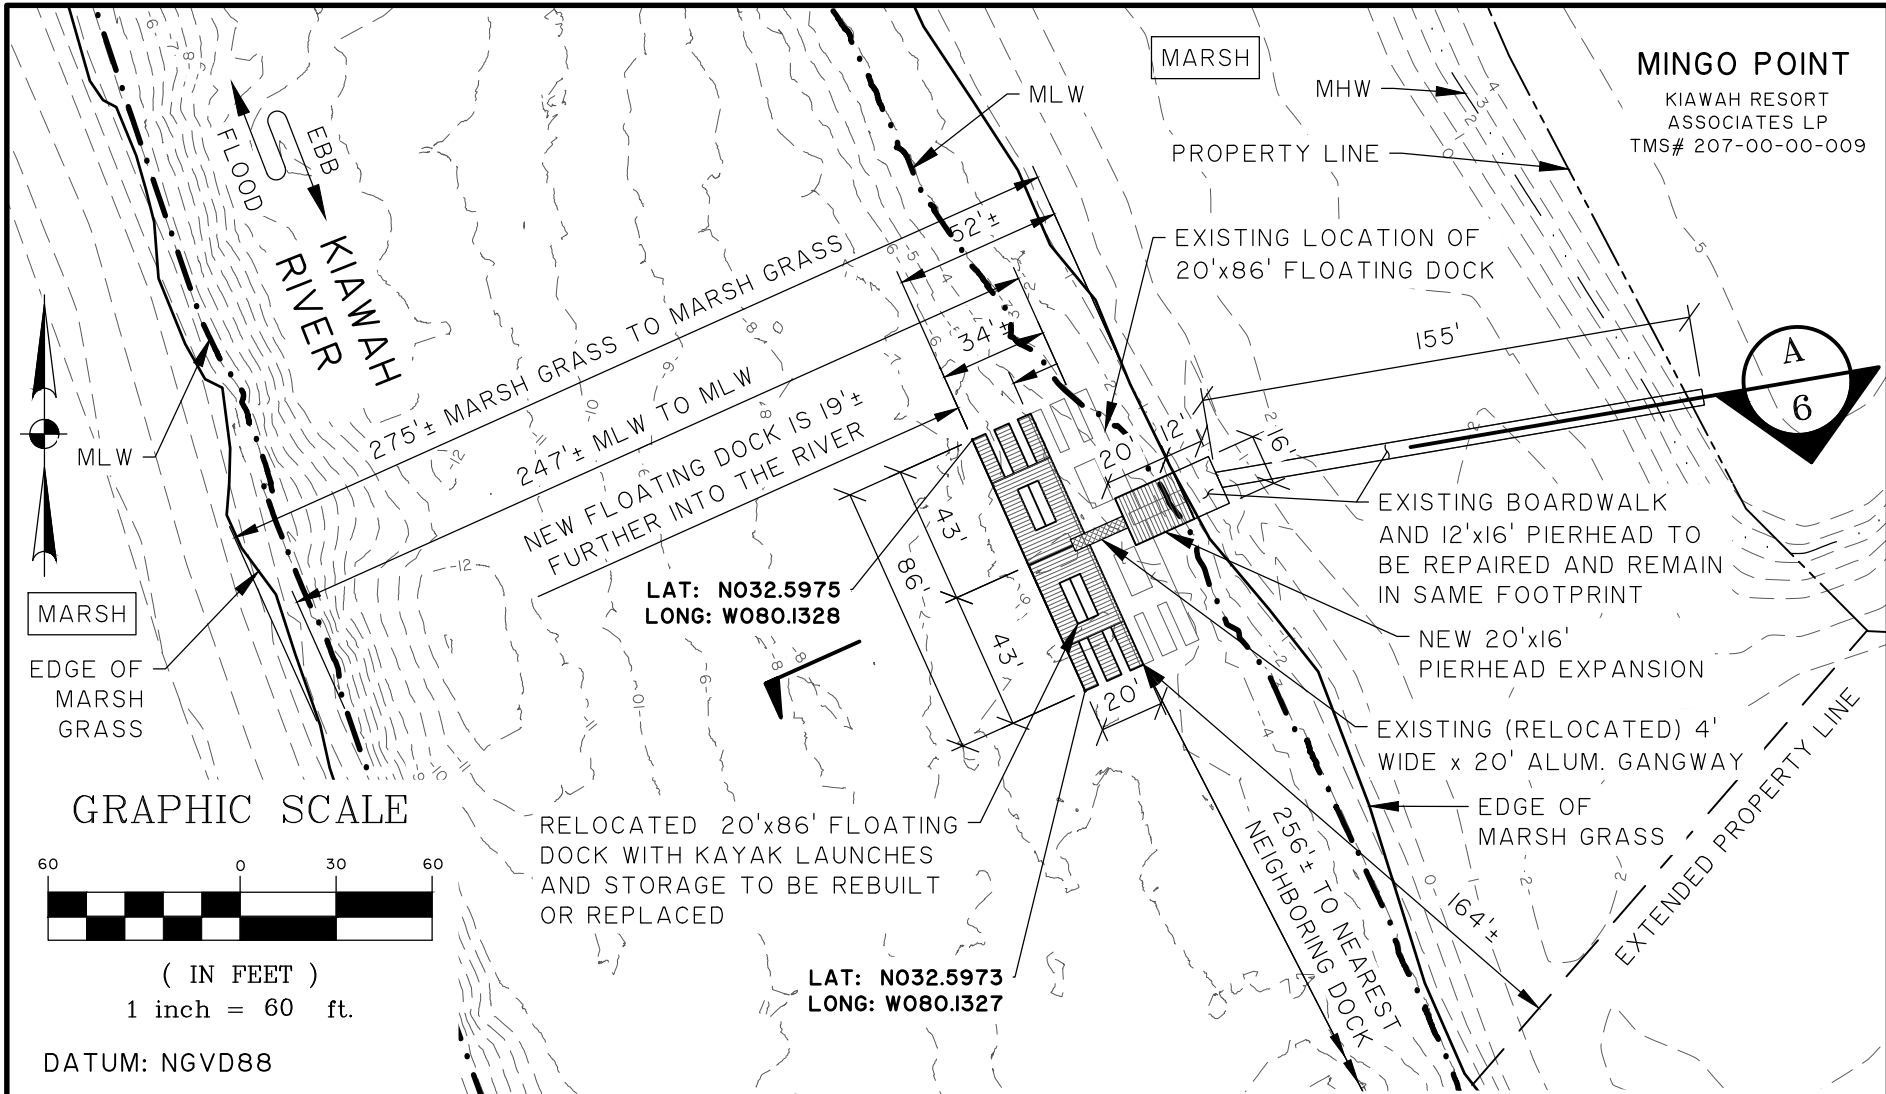 MARSH
MINGO POINT
KIAWAH RESORT
ASSOCIATES LP
TMS# 207-00-00-009
MHW
PROPERTY LINE
MLW
EBB
FLOOD
KIAWAH
RIVER
52'±
EXISTING LOCATION OF
20'x86' FLOATING DOCK
275'± MARSH GRASS TO MARSH GRASS
247'± MLW TO MLW
34'±
NEW FLOATING DOCK IS 19'±
FURTHER INTO THE RIVER
155'
A
6
12'
16'
20'
MLW
43'
86'
43'
20'
LAT: N032.5975
LONG: W080.1328
EXISTING BOARDWALK
AND 12'x16' PIERHEAD TO
BE REPAIRED AND REMAIN
IN SAME FOOTPRINT
MARSH
EDGE OF
MARSH
GRASS
NEW 20'x16'
PIERHEAD EXPANSION
EXISTING (RELOCATED) 4'
WIDE x 20' ALUM. GANGWAY
EDGE OF
MARSH GRASS
EXTENDED PROPERTY LINE
164'±
256'± TO NEAREST
NEIGHBORING DOCK
RELOCATED 20'x86' FLOATING
DOCK WITH KAYAK LAUNCHES
AND STORAGE TO BE REBUILT
OR REPLACED
LAT: N032.5973
LONG: W080.1327
GRAPHIC SCALE
60 0 30 60
( IN FEET )
1 inch = 60 ft.
DATUM: NGVD88